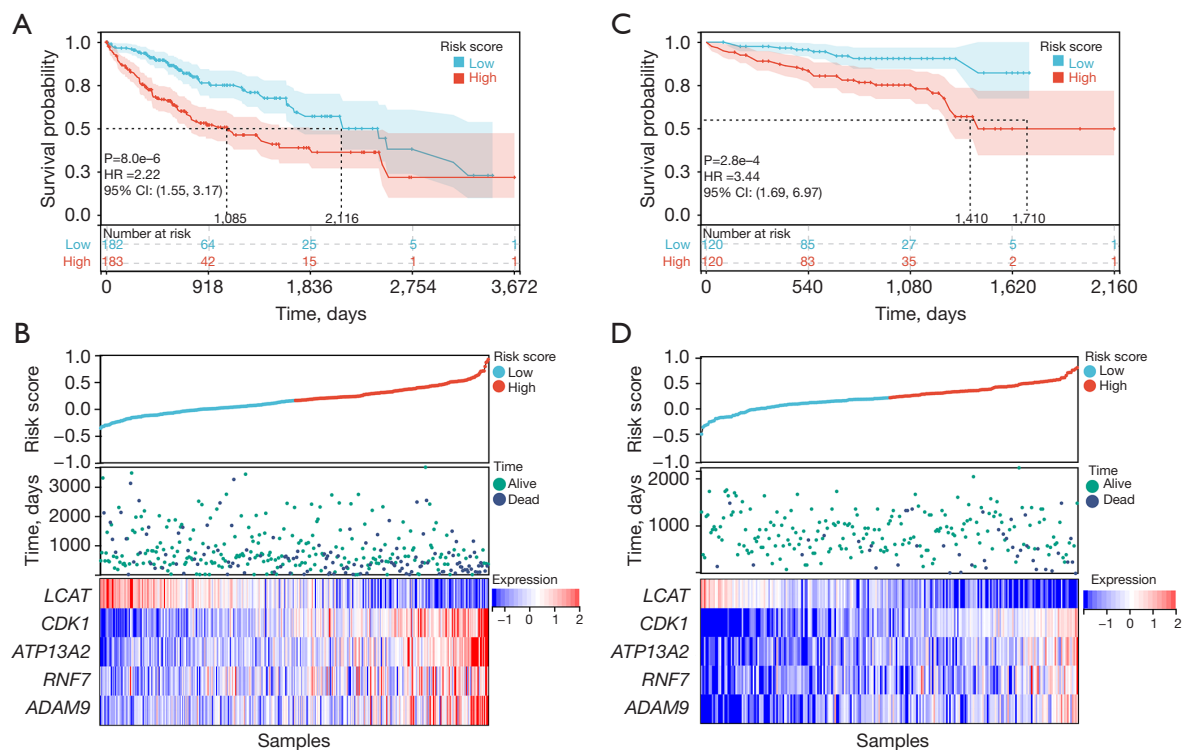 A
Survival probability
1.0
0.8
0.5
0.3
0.0
Risk score
Low
High
P=8.0e–6
HR =2.22
95% CI: (1.55, 3.17)
1,085
2,116
Number at risk
Low 182 64 25 5 1
High 183 42 15 1 1
0 918 1,836 2,754 3,672
Time, days
C
Survival probability
1.0
0.8
0.5
0.3
0.0
Risk score
Low
High
P=2.8e–4
HR =3.44
95% CI: (1.69, 6.97)
1,410
1,710
Number at risk
Low 120 85 27 5 1
High 120 83 35 2 1
0 540 1,080 1,620 2,160
Time, days
B
Risk score
1.0
0.5
0.0
−0.5
−1.0
Risk score
Low
High
Time, days
3000
2000
1000
Time
Alive
Dead
Expression
−1 0 1 2
LCAT
CDK1
ATP13A2
RNF7
ADAM9
Samples
D
Risk score
1.0
0.5
0.0
−0.5
−1.0
Risk score
Low
High
Time, days
2000
1000
Time
Alive
Dead
Expression
−1 0 1 2
LCAT
CDK1
ATP13A2
RNF7
ADAM9
Samples